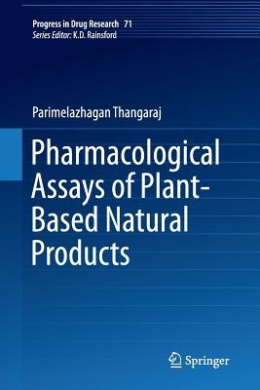 Progress in Drug Research 71
Series Editor: K.D. Rainsford
Parimelazhagan Thangaraj
Pharmacological
Assays of Plant-
Based Natural
Products
Springer